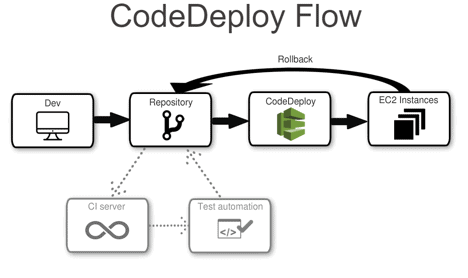 CodeDeploy Flow
Rollback
Dev
Repository
CodeDeploy
EC2 Instances
CI server
Test automation
</>